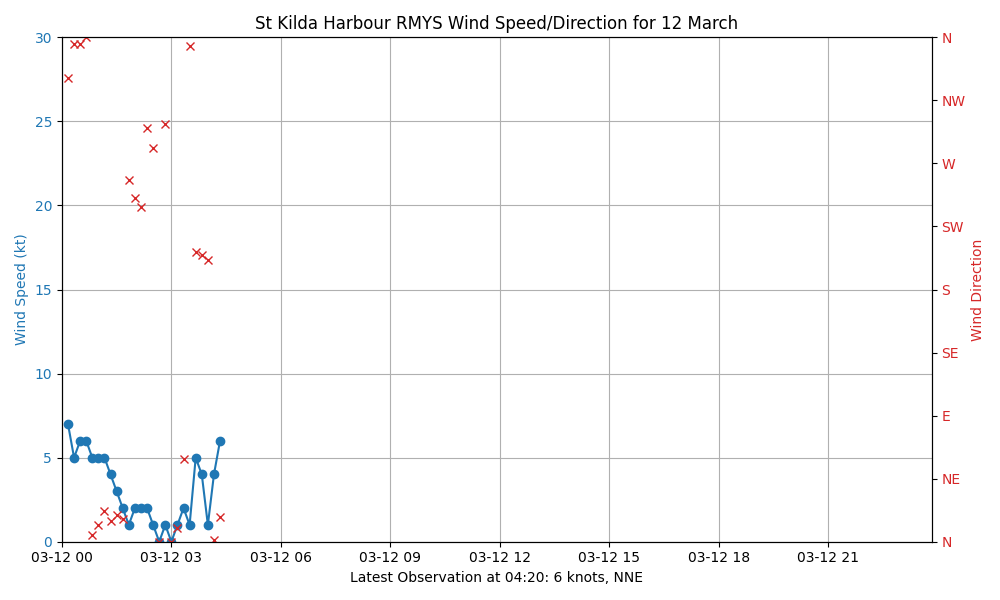 St Kilda Harbour RMYS Wind Speed/Direction for 12 March
Wind Speed (kt)
30
25
20
15
10
5
0
N
NW
W
SW
S
SE
E
NE
N
Wind Direction
03-12 00
03-12 03
03-12 06
03-12 09
03-12 12
03-12 15
03-12 18
03-12 21
Latest Observation at 04:20: 6 knots, NNE